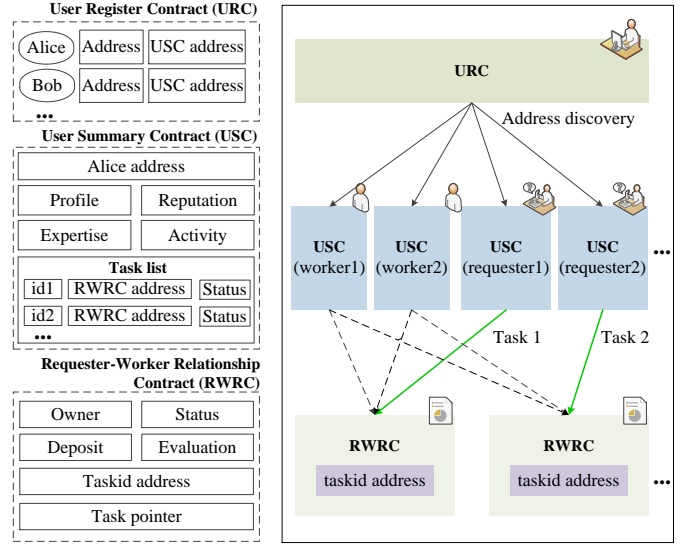 User Register Contract (URC)
Alice Address USC address
Bob Address USC address
...
User Summary Contract (USC)
Alice address
Profile Reputation
Expertise Activity
Task list
id1 RWRC address Status
id2 RWRC address Status
...
Requester-Worker Relationship
Contract (RWRC)
Owner Status
Deposit Evaluation
Taskid address
Task pointer
URC
Address discovery
USC USC USC USC
(worker1) (worker2) (requester1) (requester2)
...
Task 1 Task 2
RWRC RWRC
taskid address taskid address
...